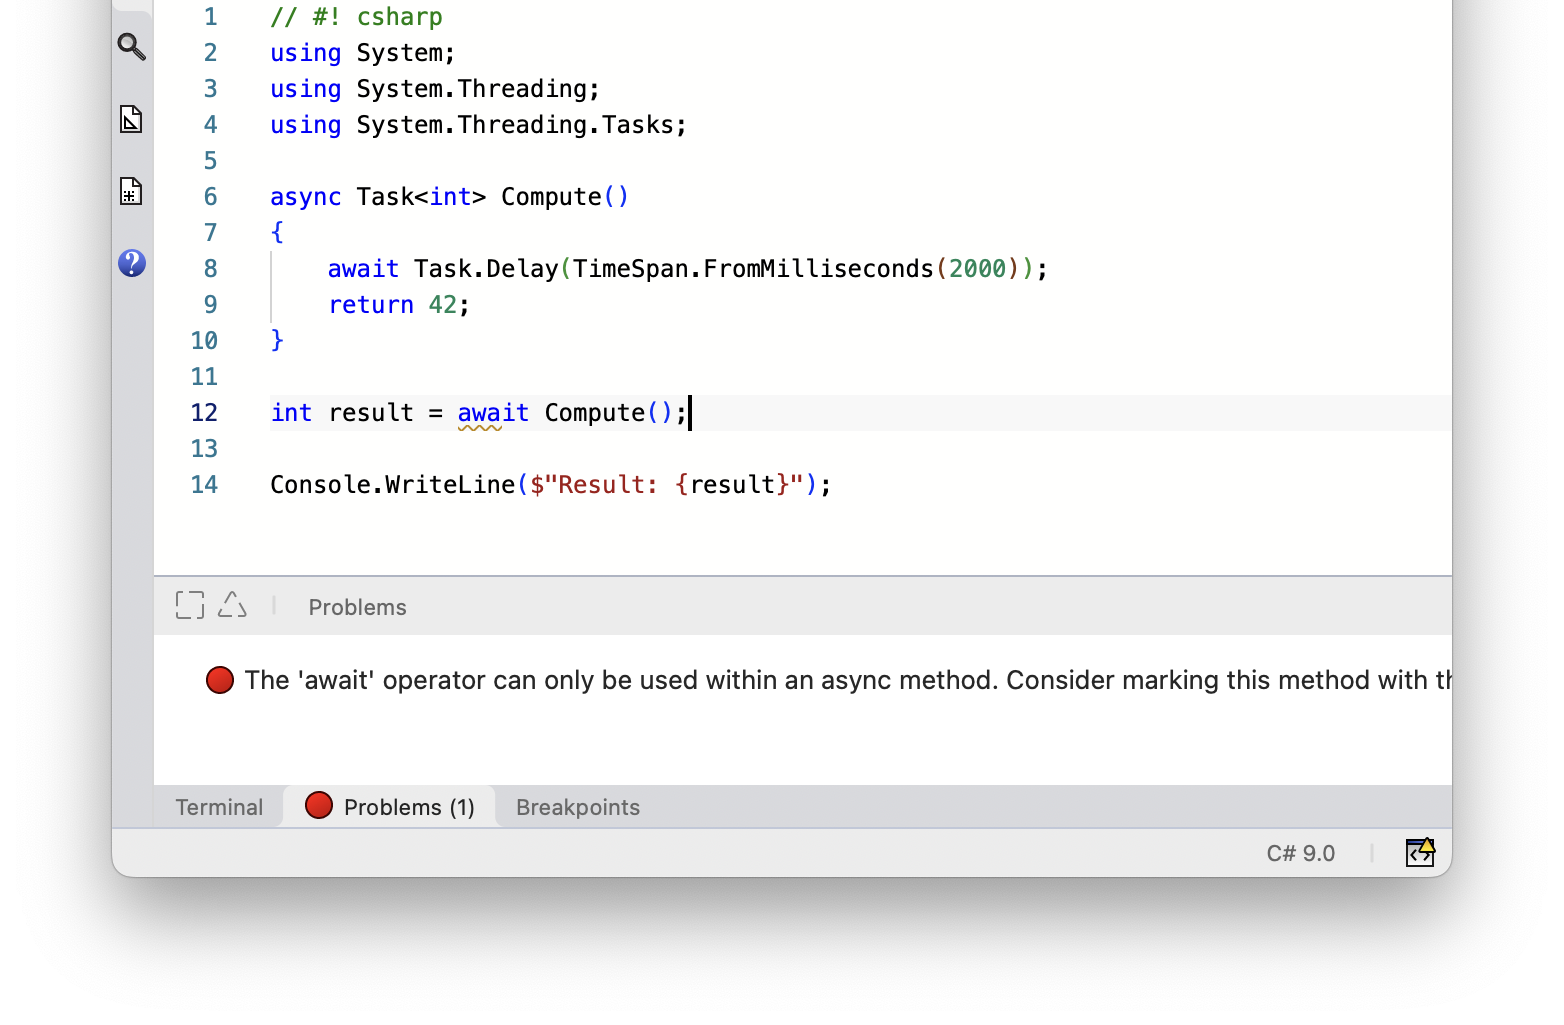 1 // #! csharp
2 using System;
3 using System.Threading;
4 using System.Threading.Tasks;
5
6 async Task<int> Compute()
7 {
8     await Task.Delay(TimeSpan.FromMilliseconds(2000));
9     return 42;
10 }
11
12 int result = await Compute();
13
14 Console.WriteLine($"Result: {result}");
Problems
The 'await' operator can only be used within an async method. Consider marking this method with th
Terminal Problems (1) Breakpoints
C# 9.0